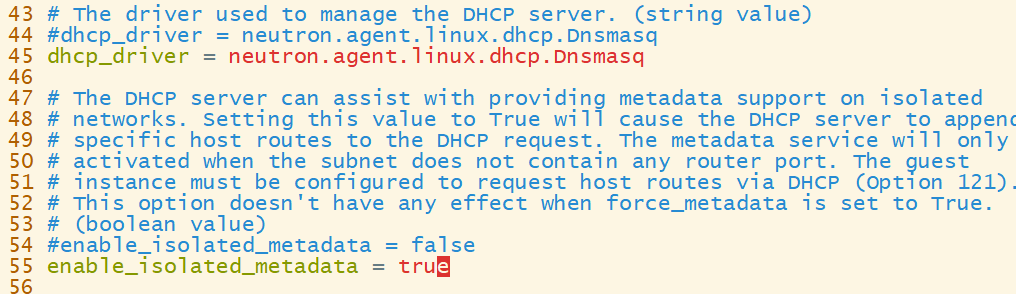 43 # The driver used to manage the DHCP server. (string value)
44 #dhcp_driver = neutron.agent.linux.dhcp.Dnsmasq
45 dhcp_driver = neutron.agent.linux.dhcp.Dnsmasq
46
47 # The DHCP server can assist with providing metadata support on isolated
48 # networks. Setting this value to True will cause the DHCP server to append
49 # specific host routes to the DHCP request. The metadata service will only
50 # activated when the subnet does not contain any router port. The guest
51 # instance must be configured to request host routes via DHCP (Option 121).
52 # This option doesn't have any effect when force_metadata is set to True.
53 # (boolean value)
54 #enable_isolated_metadata = false
55 enable_isolated_metadata = true
56